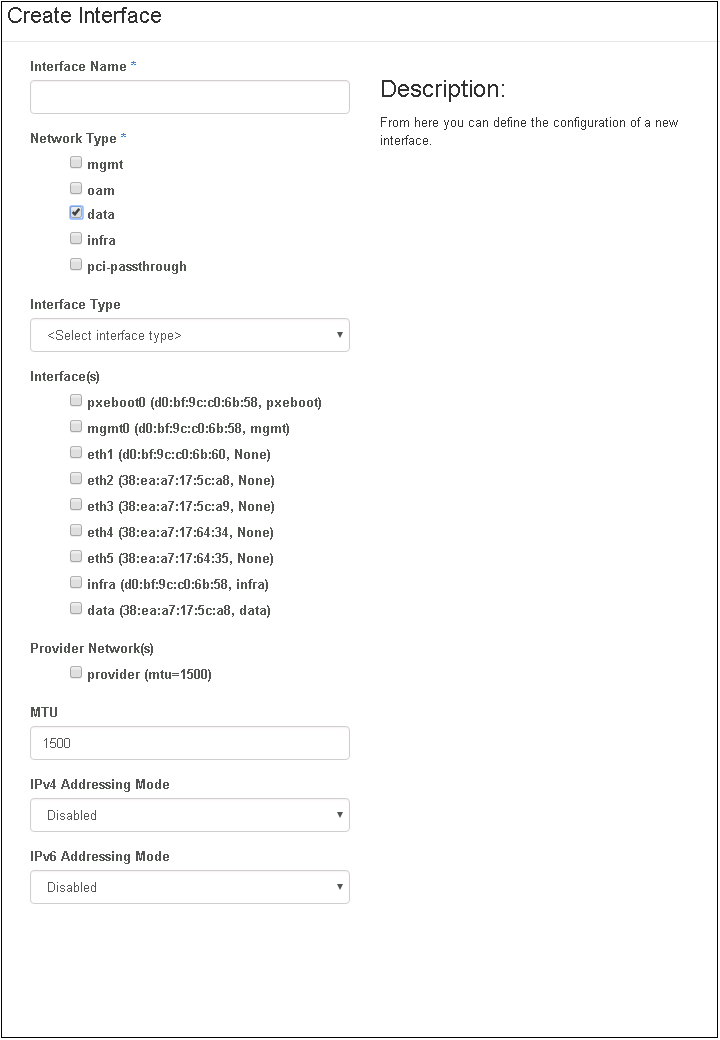 Create Interface
Interface Name *
Description:
From here you can define the configuration of a new
interface.
Network Type *
mgmt
oam
data
infra
pci-passthrough
Interface Type
<Select interface type>
Interface(s)
pxeboot0 (d0:bf:9c:c0:6b:58, pxeboot)
mgmt0 (d0:bf:9c:c0:6b:58, mgmt)
eth1 (d0:bf:9c:c0:6b:60, None)
eth2 (38:ea:a7:17:5c:a8, None)
eth3 (38:ea:a7:17:5c:a9, None)
eth4 (38:ea:a7:17:64:34, None)
eth5 (38:ea:a7:17:64:35, None)
infra (d0:bf:9c:c0:6b:58, infra)
data (38:ea:a7:17:5c:a8, data)
Provider Network(s)
provider (mtu=1500)
MTU
1500
IPv4 Addressing Mode
Disabled
IPv6 Addressing Mode
Disabled